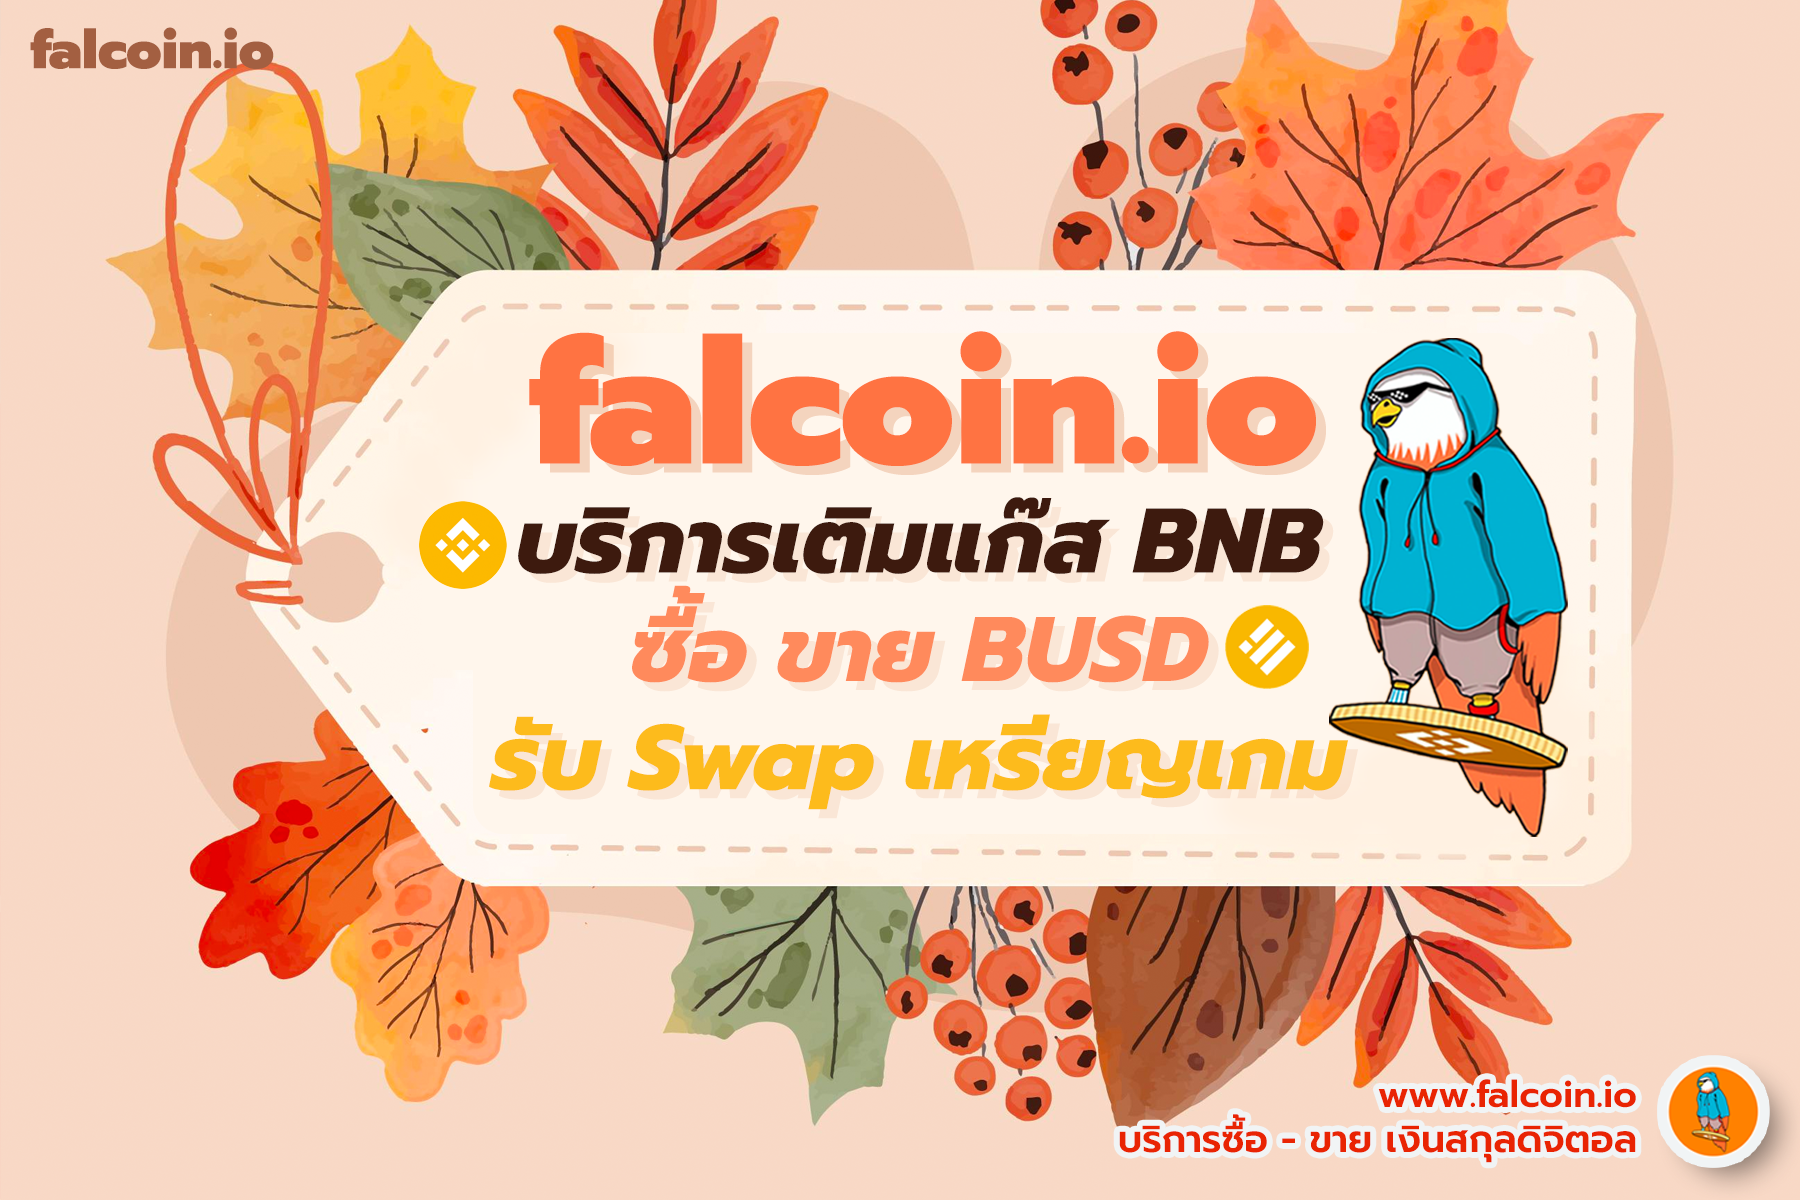 falcoin.io
falcoin.io
บริการเติมแก๊ส BNB
ซื้อ ขาย BUSD
รับ Swap เหรียญเกม
www.falcoin.io
บริการซื้อ - ขาย เงินสกุลดิจิตอล